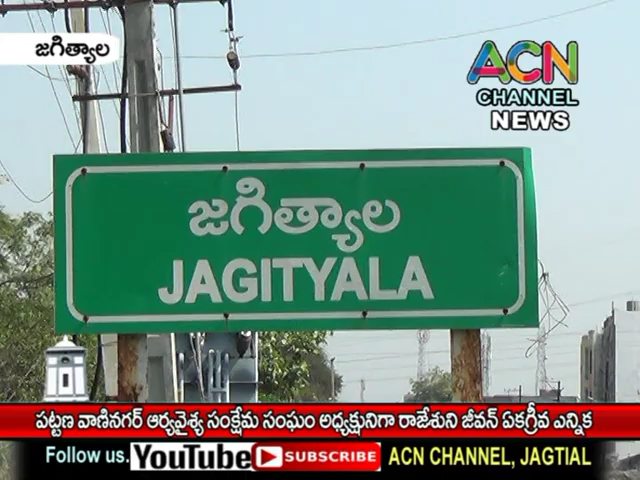 జగిత్యాల
ACN
CHANNEL
NEWS
జగిత్యాల
JAGITYALA
పట్టణ వాణినగర్ ఆర్యవైశ్య సంక్షేమ సంఘం అధ్యక్షునిగా రాజేశుని జీవన్ ఏకగ్రీవ ఎన్నిక
Follow us. YouTube SUBSCRIBE ACN CHANNEL, JAGTIAL